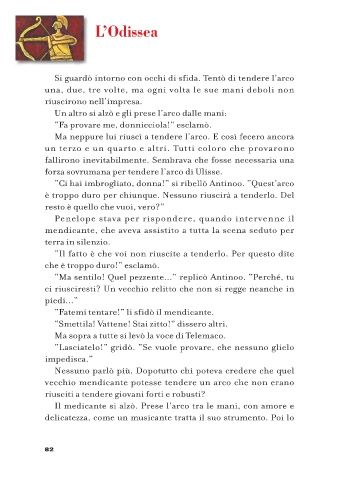 L'Odissea
Si guardò intorno con occhi di sfida. Tentò di tendere l'arco
una, due, tre volte, ma ogni volta le sue mani deboli non
riuscirono nell'impresa.
Un altro si alzò e gli prese l'arco dalle mani:
"Fa provare me, donnicciola!" esclamò.
Ma neppure lui riuscì a tendere l'arco. E così fecero ancora
un terzo e un quarto e altri. Tutti coloro che provarono
fallirono inevitabilmente. Sembrava che fosse necessaria una
forza sovrumana per tendere l'arco di Ulisse.
"Ci hai imbrogliato, donna!" si ribellò Antinoo. "Quest'arco
è troppo duro per chiunque. Nessuno riuscirà a tenderlo. Del
resto è quello che vuoi, vero?"
Penelope stava per rispondere, quando intervenne il
mendicante, che aveva assistito a tutta la scena seduto per
terra in silenzio.
"Il fatto è che voi non riuscite a tenderlo. Per questo dite
che è troppo duro!" esclamò.
"Ma sentilo! Quel pezzente..." replicò Antinoo. "Perché, tu
ci riusciresti? Un vecchio relitto che non si regge neanche in
piedi..."
"Fatemi tentare!" li sfidò il mendicante.
"Smettila! Vattene! Stai zitto!" dissero altri.
Ma sopra a tutte si levò la voce di Telemaco.
"Lasciatelo!" gridò. "Se vuole provare, che nessuno glielo
impedisca."
Nessuno parlò più. Dopotutto chi poteva credere che quel
vecchio mendicante potesse tendere un arco che non erano
riusciti a tendere giovani forti e robusti?
Il medicante si alzò. Prese l'arco tra le mani, con amore e
delicatezza, come un musicante tratta il suo strumento. Poi lo
82